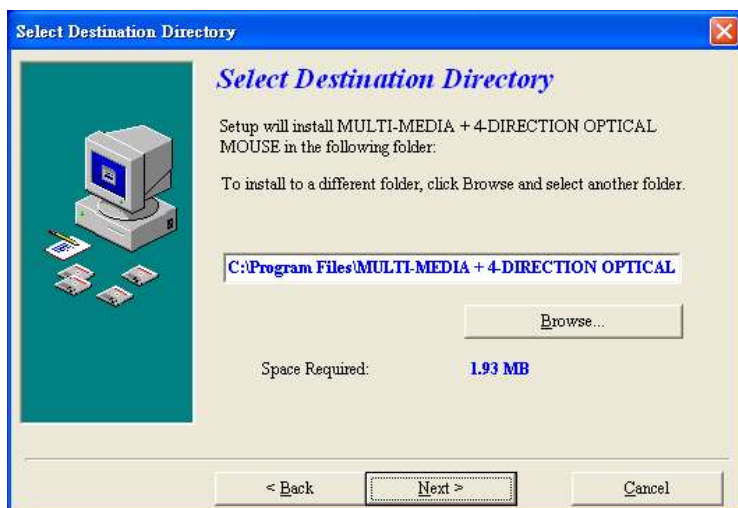 Select Destination Directory
Select Destination Directory
Setup will install MULTI-MEDIA + 4-DIRECTION OPTICAL
MOUSE in the following folder:
To install to a different folder, click Browse and select another folder.
C:\Program Files\MULTI-MEDIA + 4-DIRECTION OPTICAL
Browse...
Space Required: 1.93 MB
< Back Next > Cancel